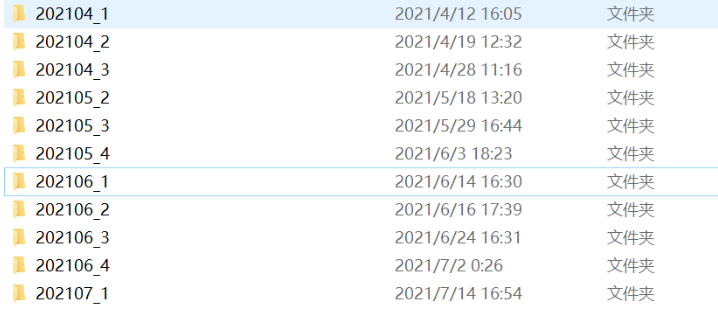 202104_1 2021/4/12 16:05 文件夹
202104_2 2021/4/19 12:32 文件夹
202104_3 2021/4/28 11:16 文件夹
202105_2 2021/5/18 13:20 文件夹
202105_3 2021/5/29 16:44 文件夹
202105_4 2021/6/3 18:23 文件夹
202106_1 2021/6/14 16:30 文件夹
202106_2 2021/6/16 17:39 文件夹
202106_3 2021/6/24 16:31 文件夹
202106_4 2021/7/2 0:26 文件夹
202107_1 2021/7/14 16:54 文件夹